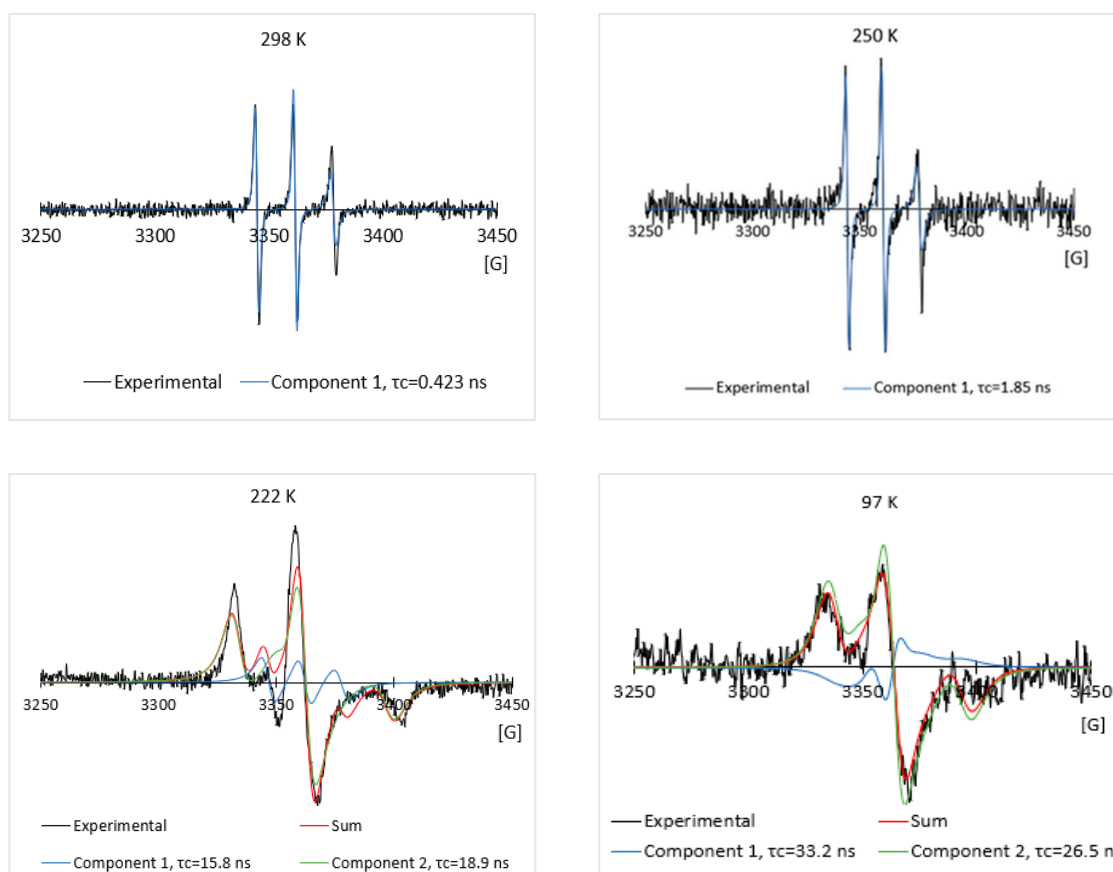 298 K
3250 3300 3350 3400 3450
[G]
Experimental Component 1, τc=0.423 ns
250 K
3250 3300 3350 3400 3450
[G]
Experimental Component 1, τc=1.85 ns
222 K
3250 3300 3350 3400 3450
[G]
Experimental Sum
Component 1, τc=15.8 ns Component 2, τc=18.9 ns
97 K
3250 3300 3350 3400 3450
[G]
Experimental Sum
Component 1, τc=33.2 ns Component 2, τc=26.5 n